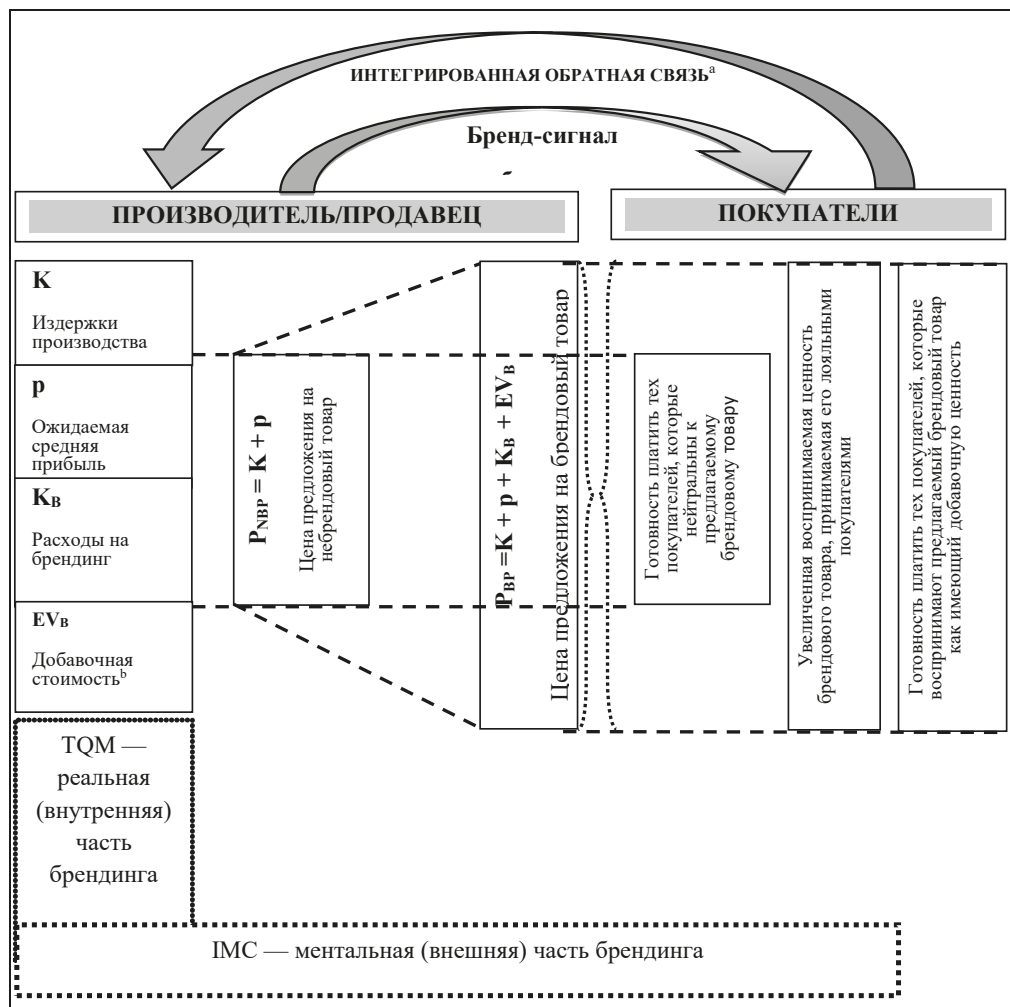 ИНТЕГРИРОВАННАЯ ОБРАТНАЯ СВЯЗЬᵃ
Бренд-сигнал
ПРОИЗВОДИТЕЛЬ/ПРОДАВЕЦ
ПОКУПАТЕЛИ
K
Издержки
производства
p
Ожидаемая
средняя
прибыль
K_B
Расходы на
брендинг
EV_B
Добавочная
стоимостьᵇ
P_NBP = K + p
Цена предложения на
небрендовый товар
P_BP =K + p + K_B + EV_B
Цена предложения на брендовый товар
Готовность платить тех
покупателей, которые
нейтральны к
предлагаемому
брендовому товару
Увеличенная воспринимаемая ценность
брендового товара, принимаемая его лояльными
покупателями
Готовность платить тех покупателей, которые
воспринимают предлагаемый брендовый товар
как имеющий добавочную ценность
TQM —
реальная
(внутренняя)
часть
брендинга
IMC — ментальная (внешняя) часть брендинга